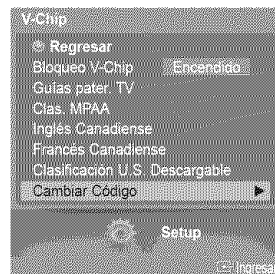 V-Chip
Regresar
Bloqueo V-Chip Encendido
Guías pater. TV
Clas. MPAA
Inglés Canadiense
Francés Canadiense
Clasificación U.S. Descargable
Cambiar Código
Setup
Ingresar